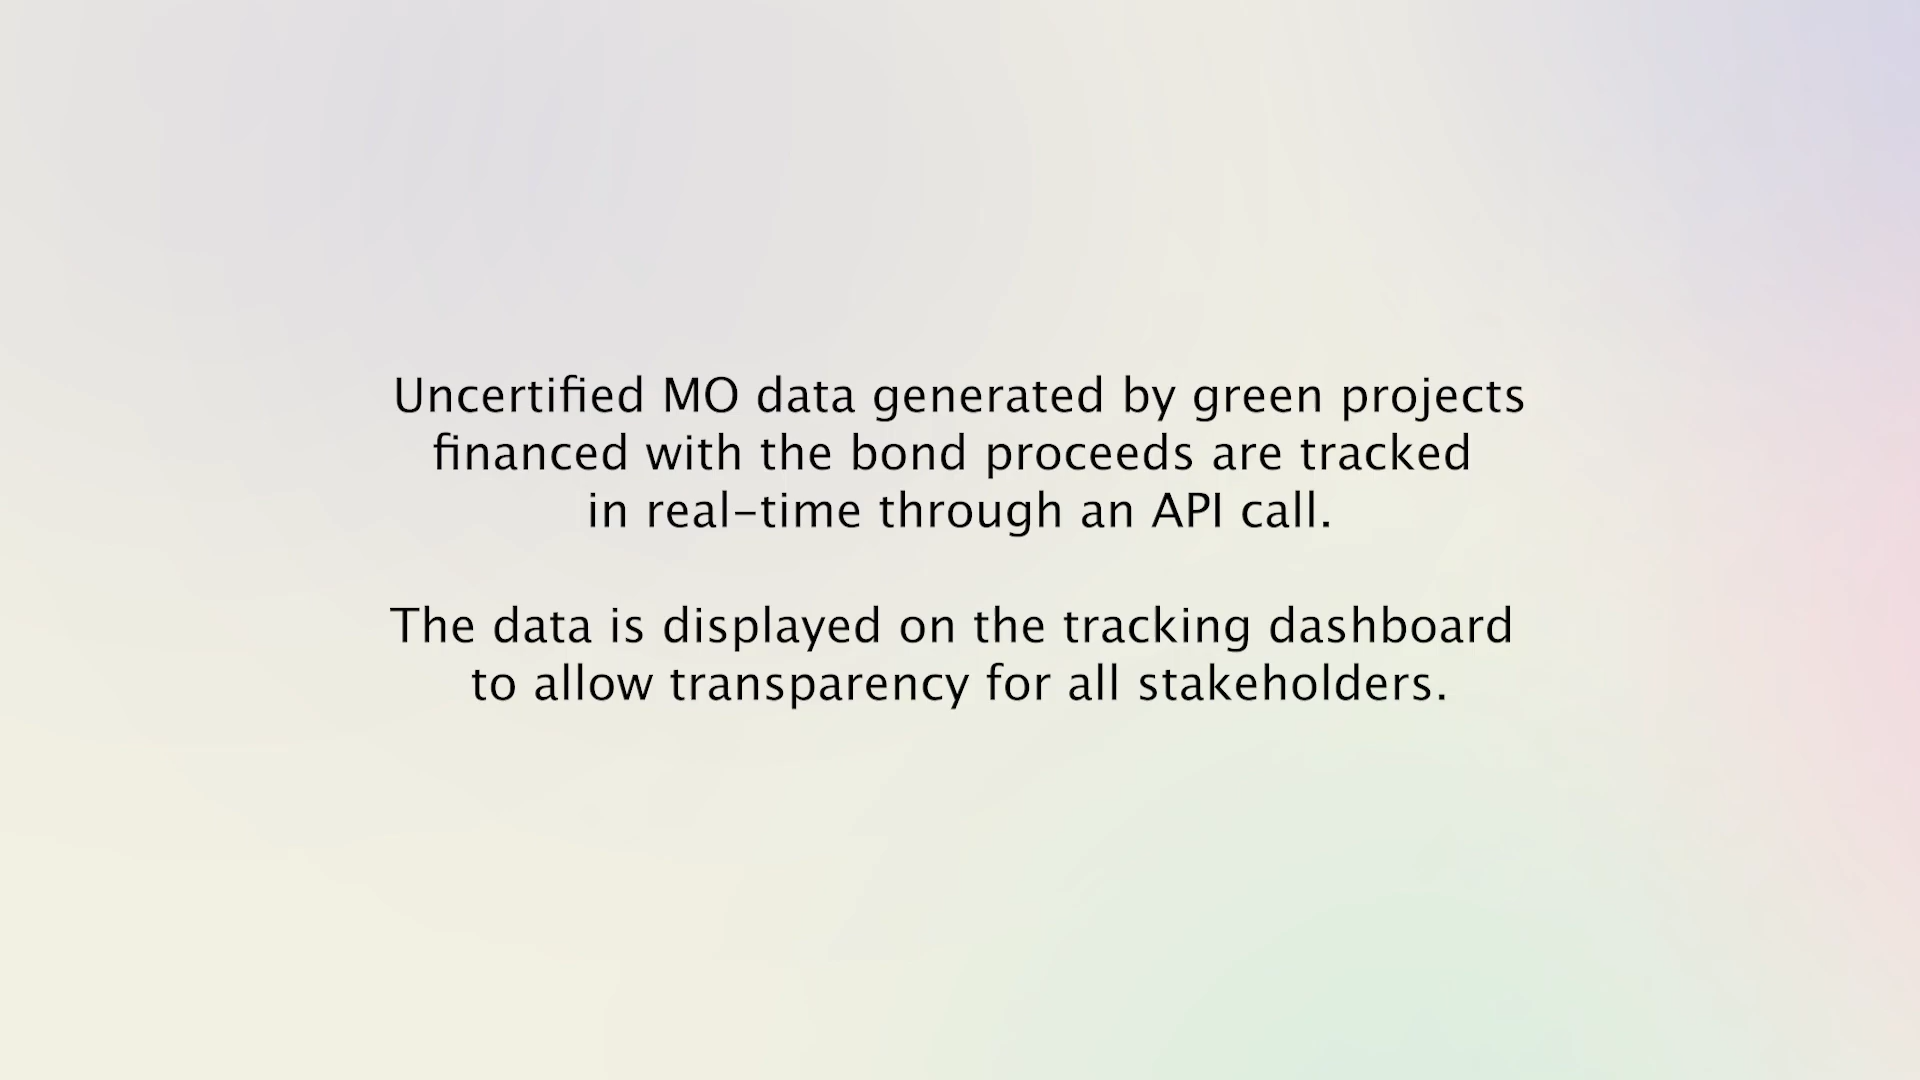 Uncertified MO data generated by green projects
financed with the bond proceeds are tracked
in real-time through an API call.
The data is displayed on the tracking dashboard
to allow transparency for all stakeholders.